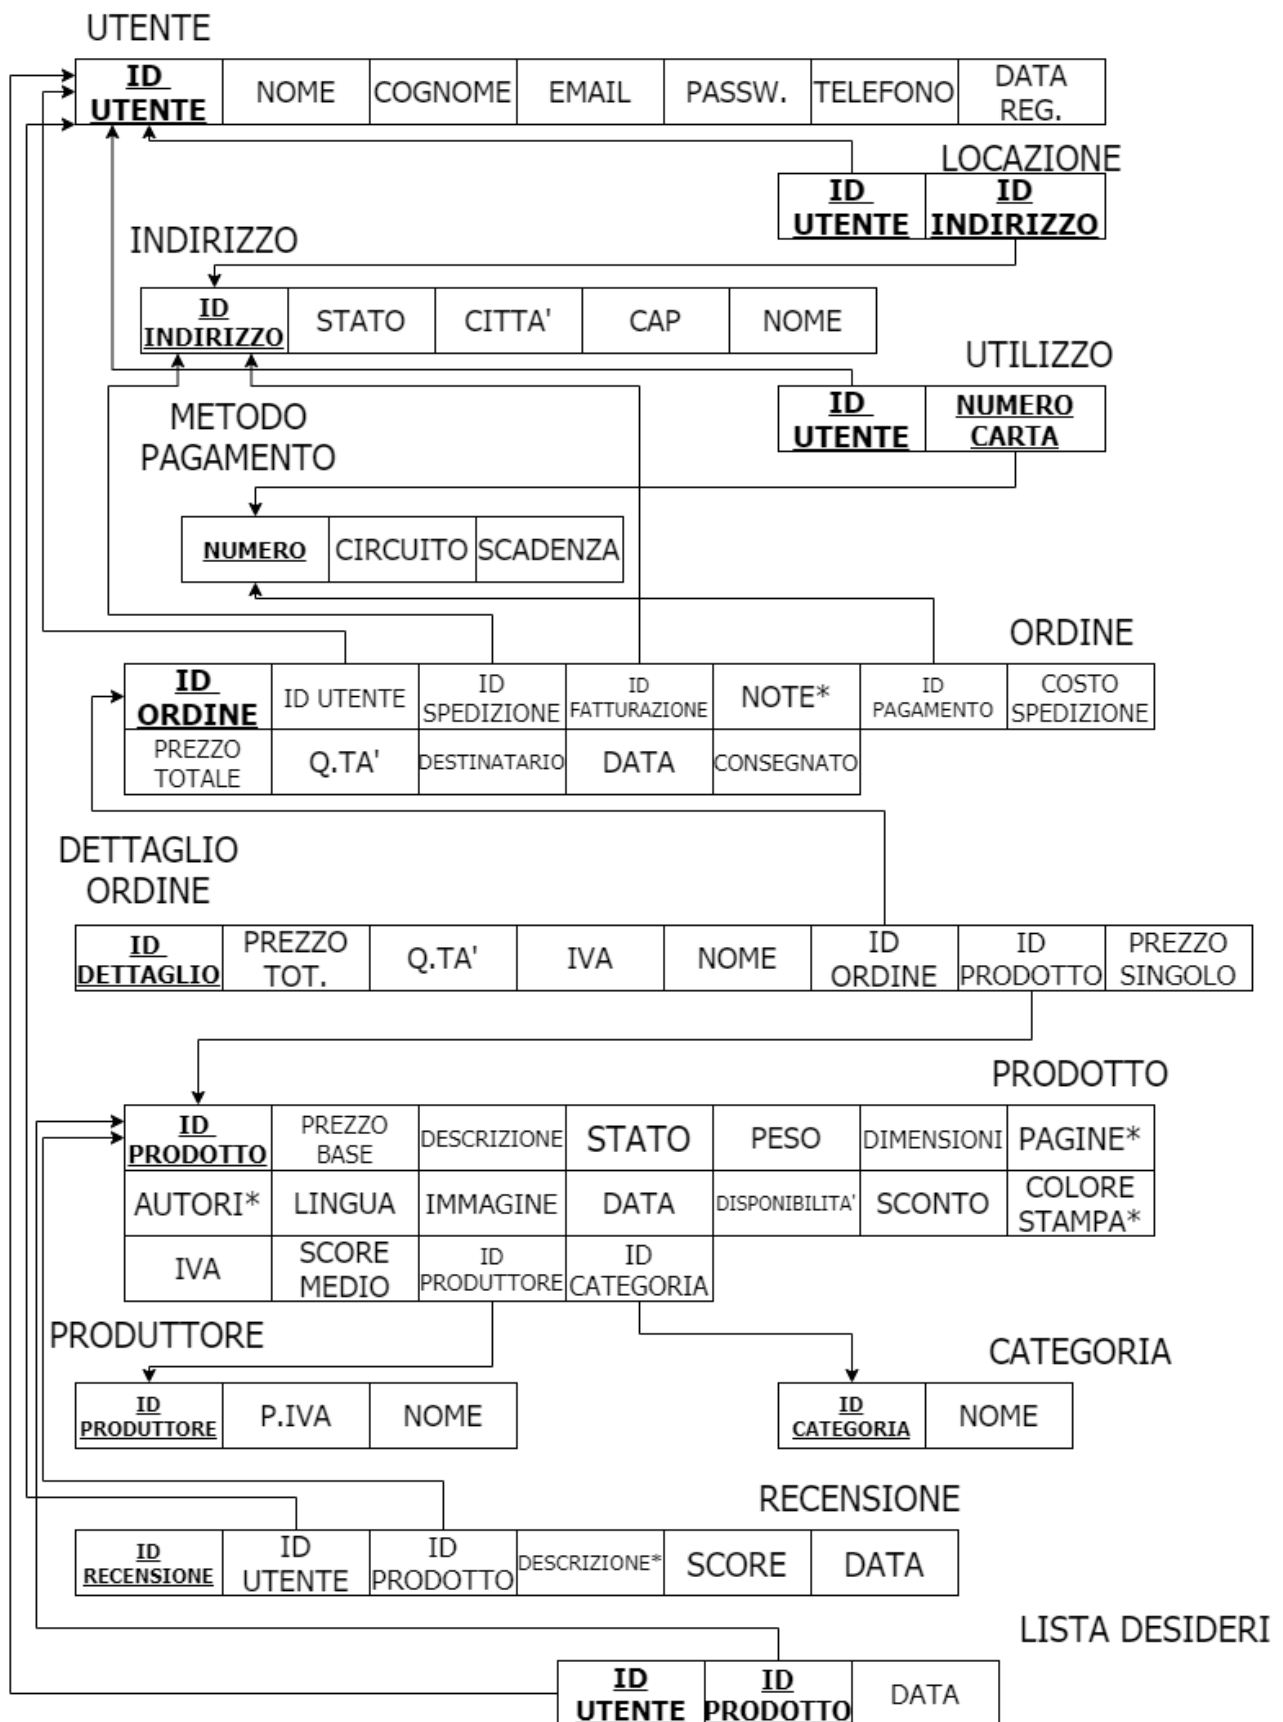 UTENTE
ID UTENTE NOME COGNOME EMAIL PASSW. TELEFONO DATA REG.
LOCAZIONE
ID UTENTE ID INDIRIZZO
INDIRIZZO
ID INDIRIZZO STATO CITTA' CAP NOME
UTILIZZO
ID UTENTE NUMERO CARTA
METODO
PAGAMENTO
NUMERO CIRCUITO SCADENZA
ORDINE
ID ORDINE ID UTENTE ID SPEDIZIONE ID FATTURAZIONE NOTE* ID PAGAMENTO COSTO SPEDIZIONE
PREZZO TOTALE Q.TA' DESTINATARIO DATA CONSEGNATO
DETTAGLIO
ORDINE
ID DETTAGLIO PREZZO TOT. Q.TA' IVA NOME ID ORDINE ID PRODOTTO PREZZO SINGOLO
PRODOTTO
ID PRODOTTO PREZZO BASE DESCRIZIONE STATO PESO DIMENSIONI PAGINE*
AUTORI* LINGUA IMMAGINE DATA DISPONIBILITA' SCONTO COLORE STAMPA*
IVA SCORE MEDIO ID PRODUTTORE ID CATEGORIA
PRODUTTORE
ID PRODUTTORE P.IVA NOME
CATEGORIA
ID CATEGORIA NOME
RECENSIONE
ID RECENSIONE ID UTENTE ID PRODOTTO DESCRIZIONE* SCORE DATA
LISTA DESIDERI
ID UTENTE ID PRODOTTO DATA